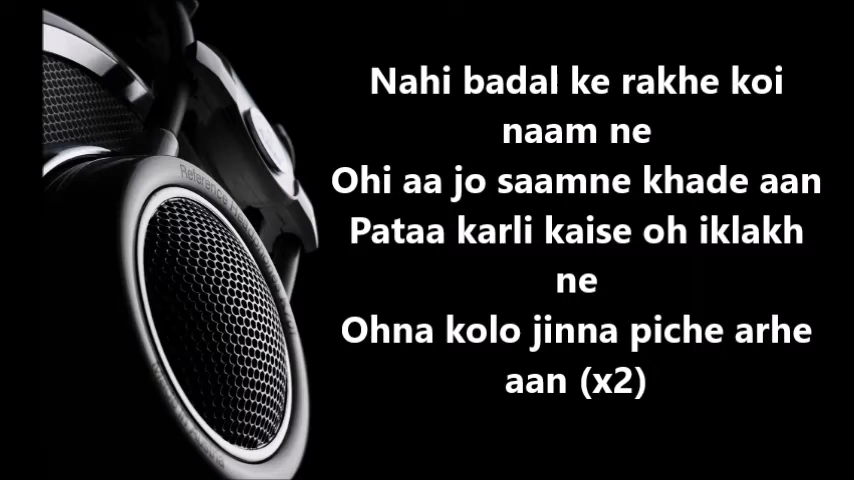 Nahi badal ke rakhe koi
naam ne
Ohi aa jo saamne khade aan
Pataa karli kaise oh iklakh
ne
Ohna kolo jinna piche arhe
aan (x2)
Reference Headphone